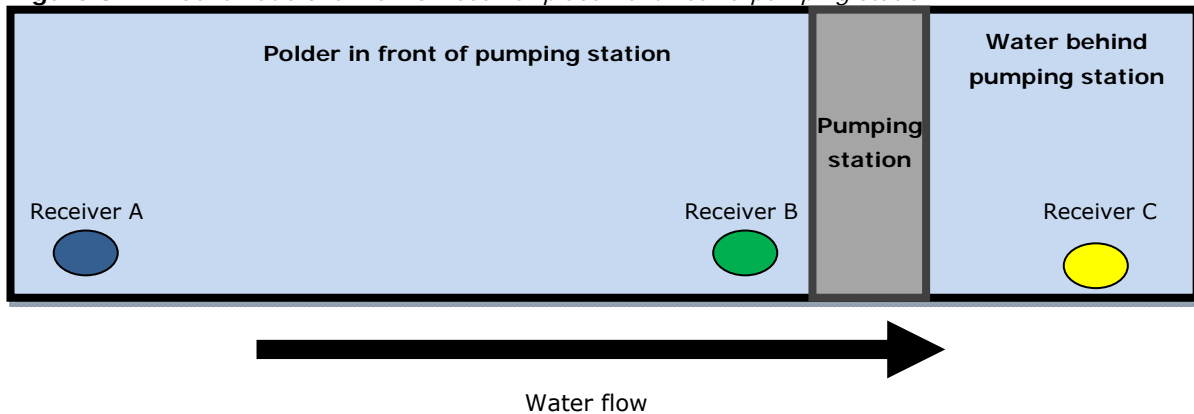 Polder in front of pumping station
Water behind
pumping station
Pumping
station
Receiver A
Receiver B
Receiver C
Water flow